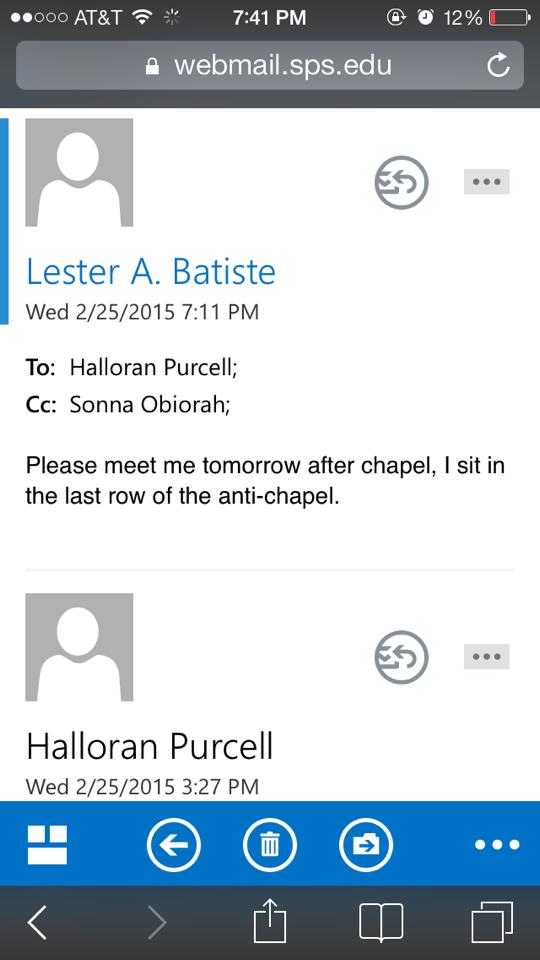 AT&T 7:41 PM 12%
webmail.sps.edu
Lester A. Batiste
Wed 2/25/2015 7:11 PM
To: Halloran Purcell;
Cc: Sonna Obiorah;
Please meet me tomorrow after chapel, I sit in
the last row of the anti-chapel.
Halloran Purcell
Wed 2/25/2015 3:27 PM